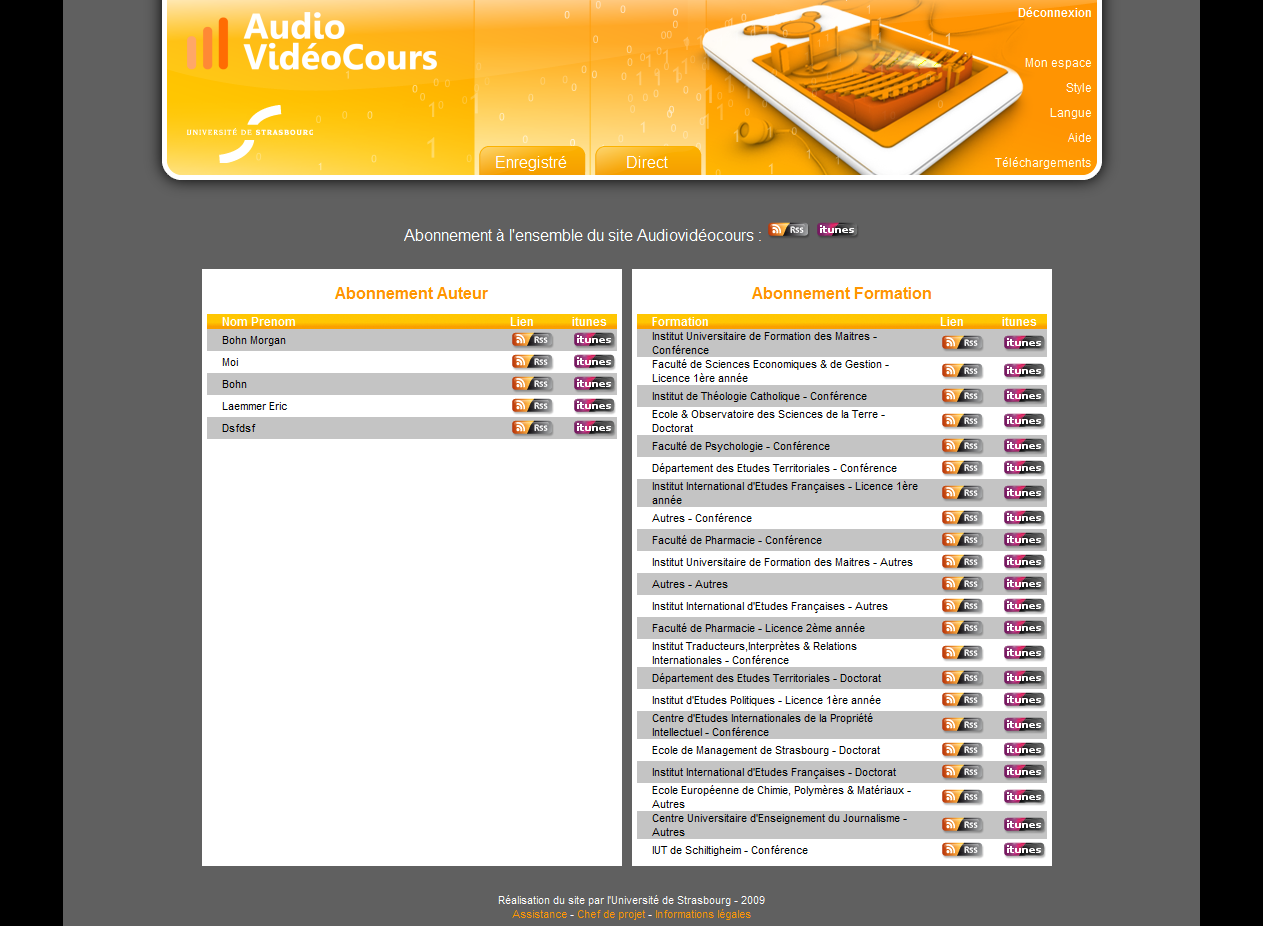 Audio
VidéoCours
UNIVERSITÉ DE STRASBOURG
Enregistré
Direct
Déconnexion
Mon espace
Style
Langue
Aide
Téléchargements
Abonnement à l'ensemble du site Audiovidéocours : Rss itunes
Abonnement Auteur
Nom Prenom Lien itunes
Bohn Morgan Rss itunes
Moi Rss itunes
Bohn Rss itunes
Laemmer Eric Rss itunes
Dsfdsf Rss itunes
Abonnement Formation
Formation Lien itunes
Institut Universitaire de Formation des Maitres -
Conférence Rss itunes
Faculté de Sciences Economiques & de Gestion -
Licence 1ère année Rss itunes
Institut de Théologie Catholique - Conférence Rss itunes
Ecole & Observatoire des Sciences de la Terre -
Doctorat Rss itunes
Faculté de Psychologie - Conférence Rss itunes
Département des Etudes Territoriales - Conférence Rss itunes
Institut International d'Etudes Françaises - Licence 1ère
année Rss itunes
Autres - Conférence Rss itunes
Faculté de Pharmacie - Conférence Rss itunes
Institut Universitaire de Formation des Maitres - Autres Rss itunes
Autres - Autres Rss itunes
Institut International d'Etudes Françaises - Autres Rss itunes
Faculté de Pharmacie - Licence 2ème année Rss itunes
Institut Traducteurs,Interprètes & Relations
Internationales - Conférence Rss itunes
Département des Etudes Territoriales - Doctorat Rss itunes
Institut d'Etudes Politiques - Licence 1ère année Rss itunes
Centre d'Etudes Internationales de la Propriété
Intellectuel - Conférence Rss itunes
Ecole de Management de Strasbourg - Doctorat Rss itunes
Institut International d'Etudes Françaises - Doctorat Rss itunes
Ecole Européenne de Chimie, Polymères & Matériaux -
Autres Rss itunes
Centre Universitaire d'Enseignement du Journalisme -
Autres Rss itunes
IUT de Schiltigheim - Conférence Rss itunes
Réalisation du site par l'Université de Strasbourg - 2009
Assistance - Chef de projet - Informations légales